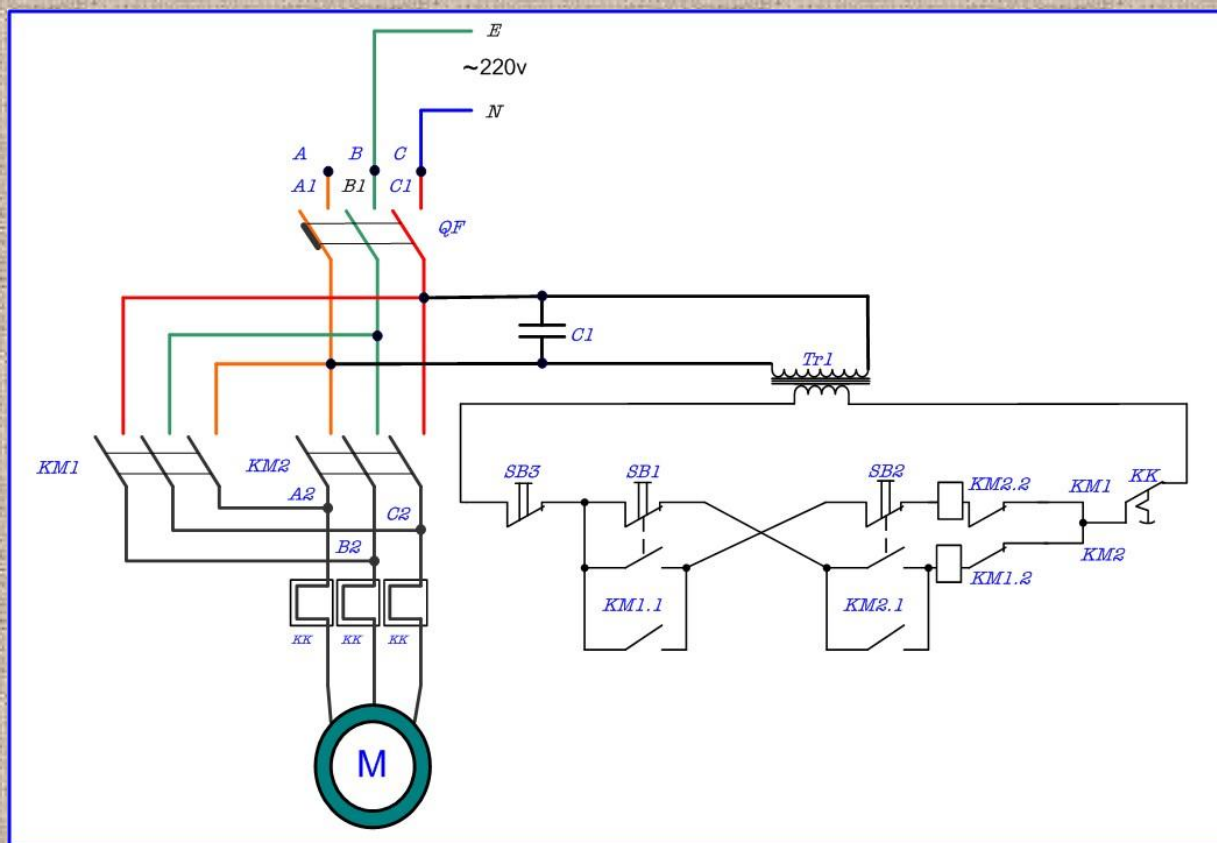 E
~220v
N
A B C
A1 B1 C1
QF
C1
Tr1
KM1 KM2
A2
C2
B2
SB3 SB1 SB2 KM2.2 KM1 KK
KM2
KM1.1 KM2.1 KM1.2
KK KK KK
M